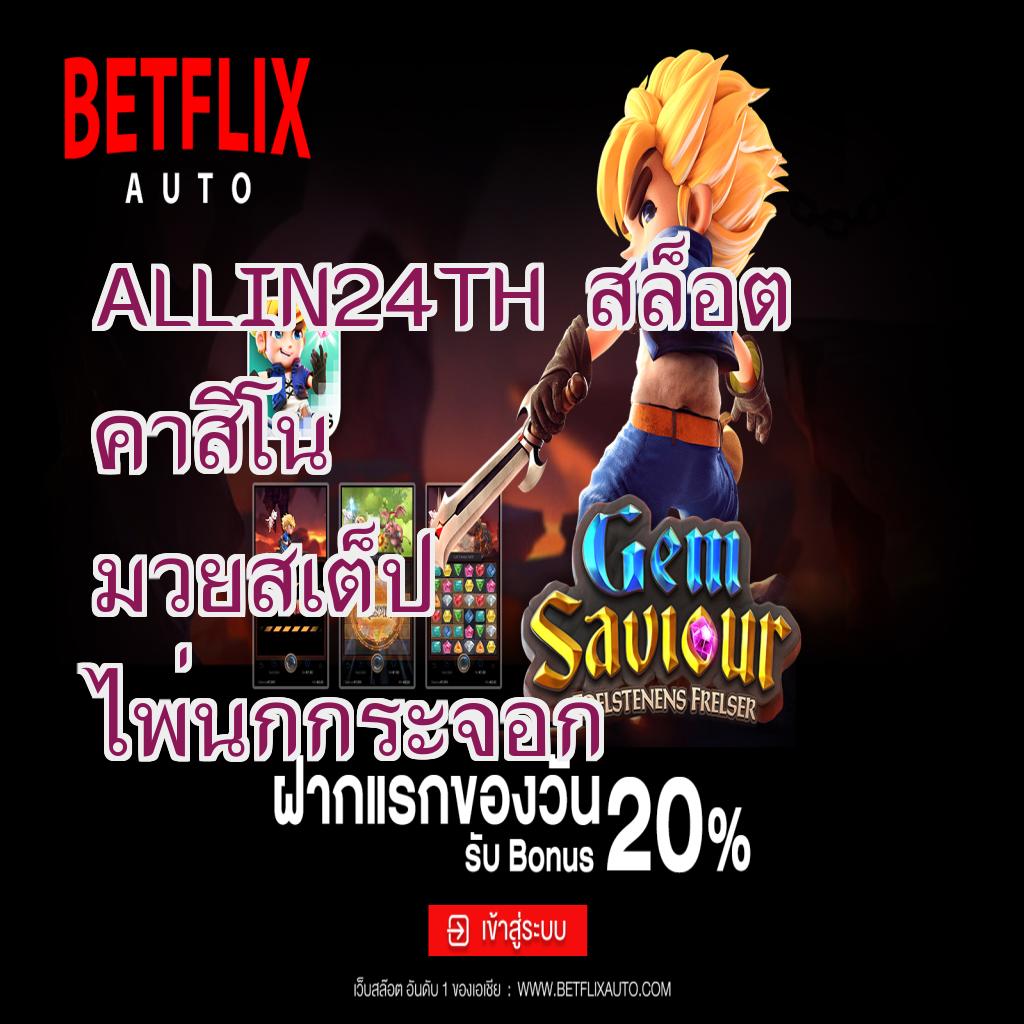 BETFLIX
AUTO
ALLIN24TH สล็อต
คาสิโน
มวยสเต็ป
ไพ่นกกระจอก
Gem
Saviour
EDELSTENENS FRELSER
ฝากแรกของวัน 20%
รับ Bonus
เข้าสู่ระบบ
เว็บสล๊อต อันดับ 1 ของเอเชีย : WWW.BETFLIXAUTO.COM